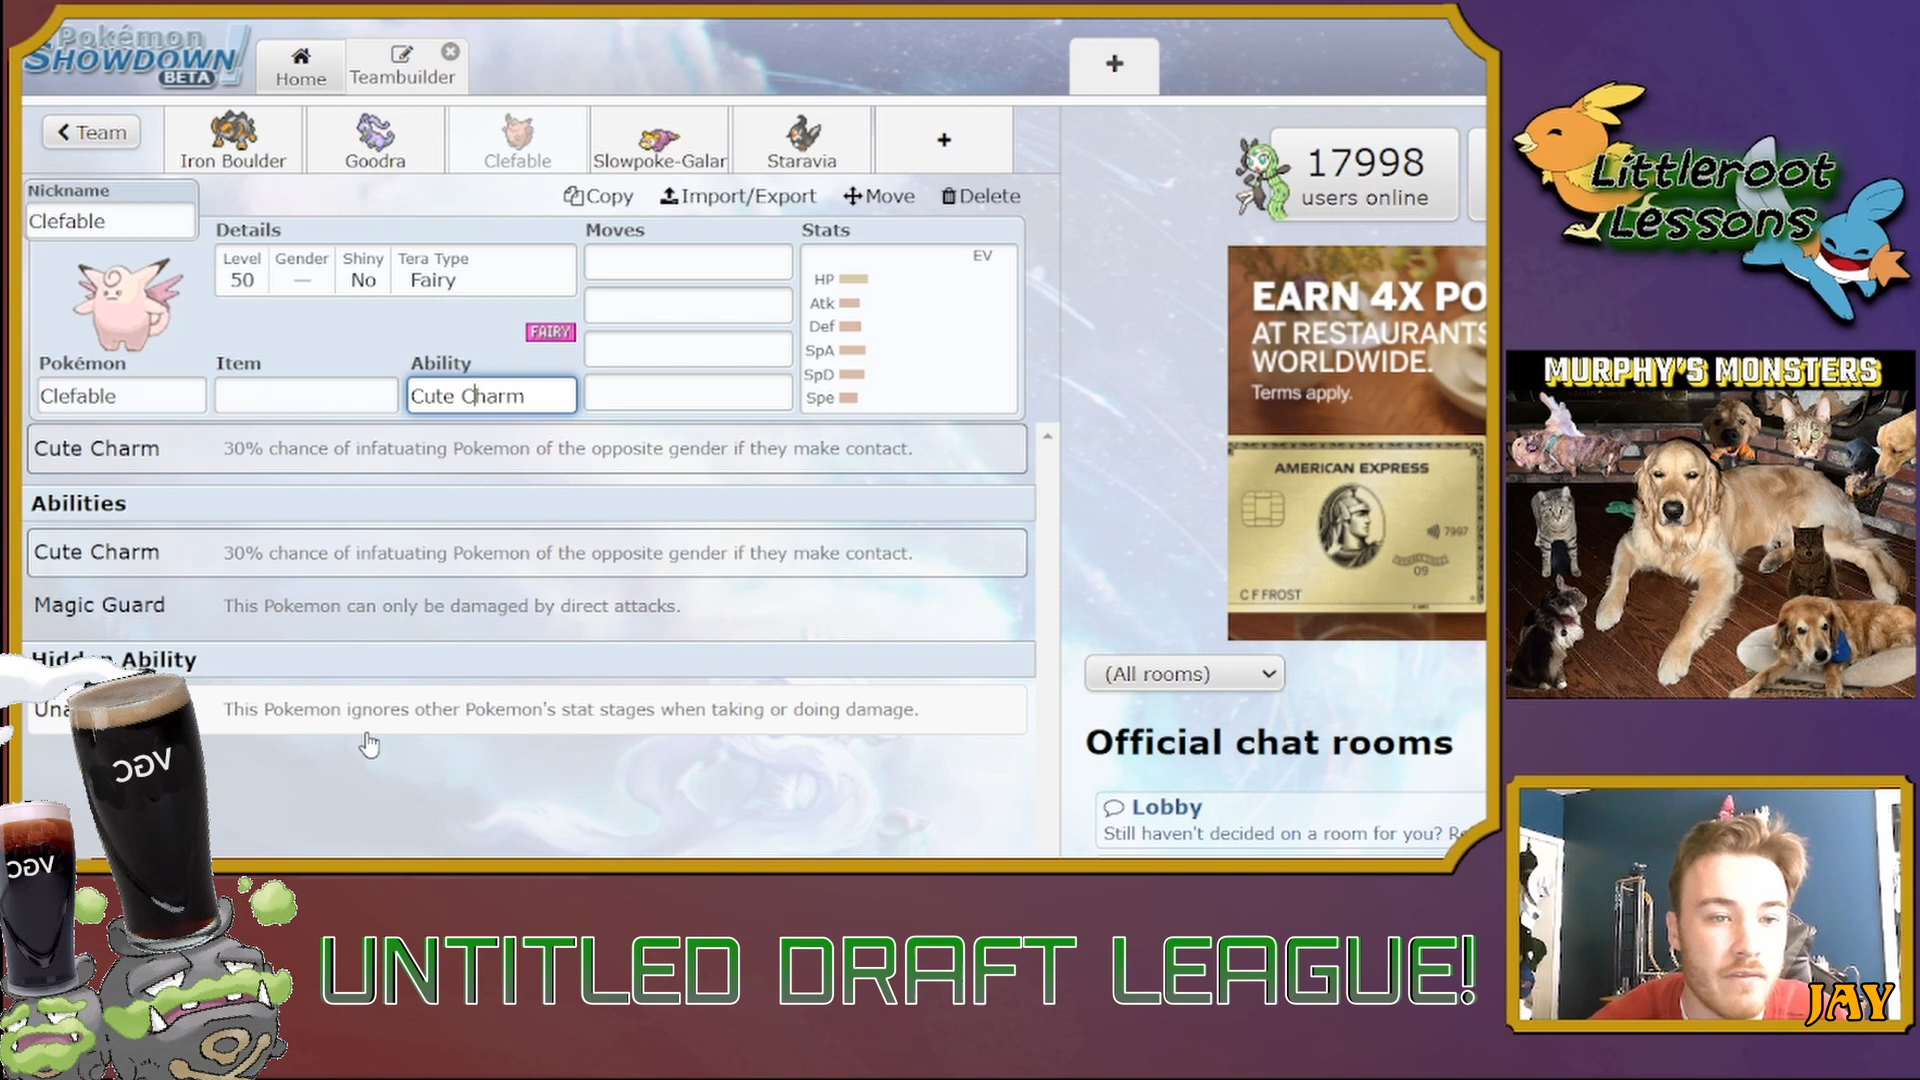 Pokémon
SHOWDOWN!
BETA
Home
Teambuilder
+
Team
Iron Boulder
Goodra
Clefable
Slowpoke-Galar
Staravia
+
Nickname
Clefable
Copy
Import/Export
Move
Delete
Details
Moves
Stats
Level
Gender
Shiny
Tera Type
50
—
No
Fairy
EV
HP
Atk
Def
SpA
SpD
Spe
FAIRY
Pokémon
Item
Ability
Clefable
Cute Charm
Cute Charm 30% chance of infatuating Pokemon of the opposite gender if they make contact.
Abilities
Cute Charm 30% chance of infatuating Pokemon of the opposite gender if they make contact.
Magic Guard This Pokemon can only be damaged by direct attacks.
Hidden Ability
This Pokemon ignores other Pokemon's stat stages when taking or doing damage.
17998
users online
EARN 4X PO
AT RESTAURANTS
WORLDWIDE.
Terms apply.
AMERICAN EXPRESS
7997
09
C F FROST
(All rooms)
Official chat rooms
Lobby
Still haven't decided on a room for you? Re
Littleroot
Lessons
MURPHY'S MONSTERS
VGC
VGC
UNTITLED DRAFT LEAGUE!
JAY